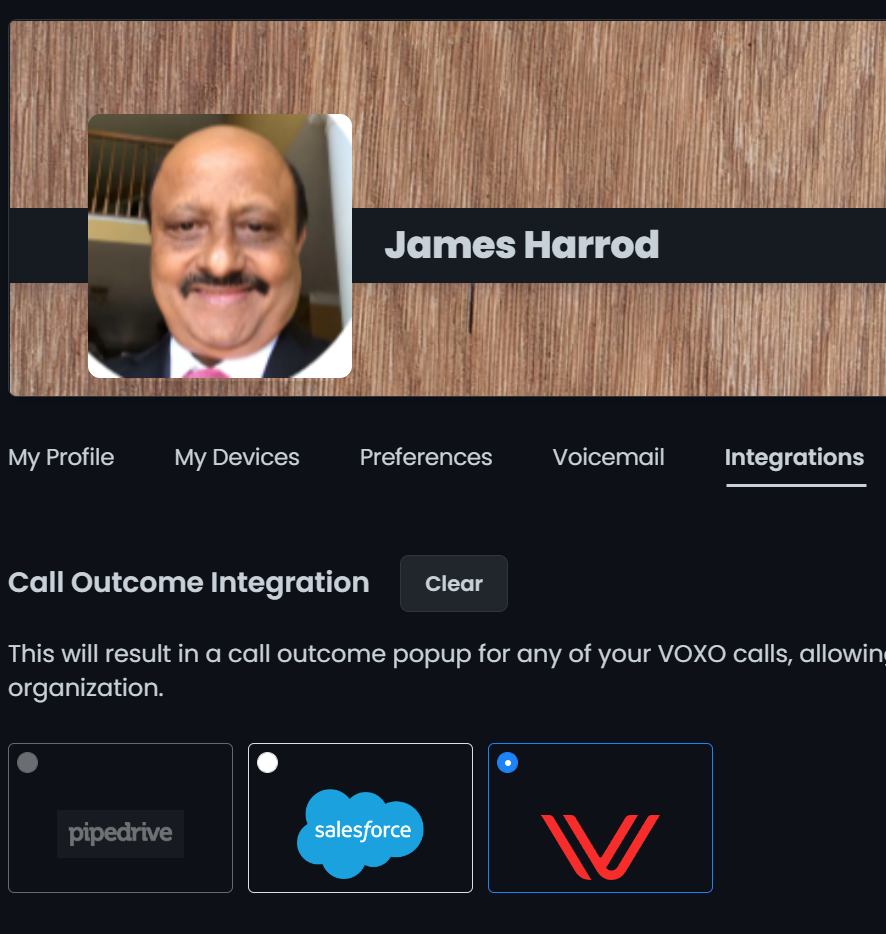 James Harrod
My Profile My Devices Preferences Voicemail Integrations
Call Outcome Integration Clear
This will result in a call outcome popup for any of your VOXO calls, allowing
organization.
pipedrive salesforce